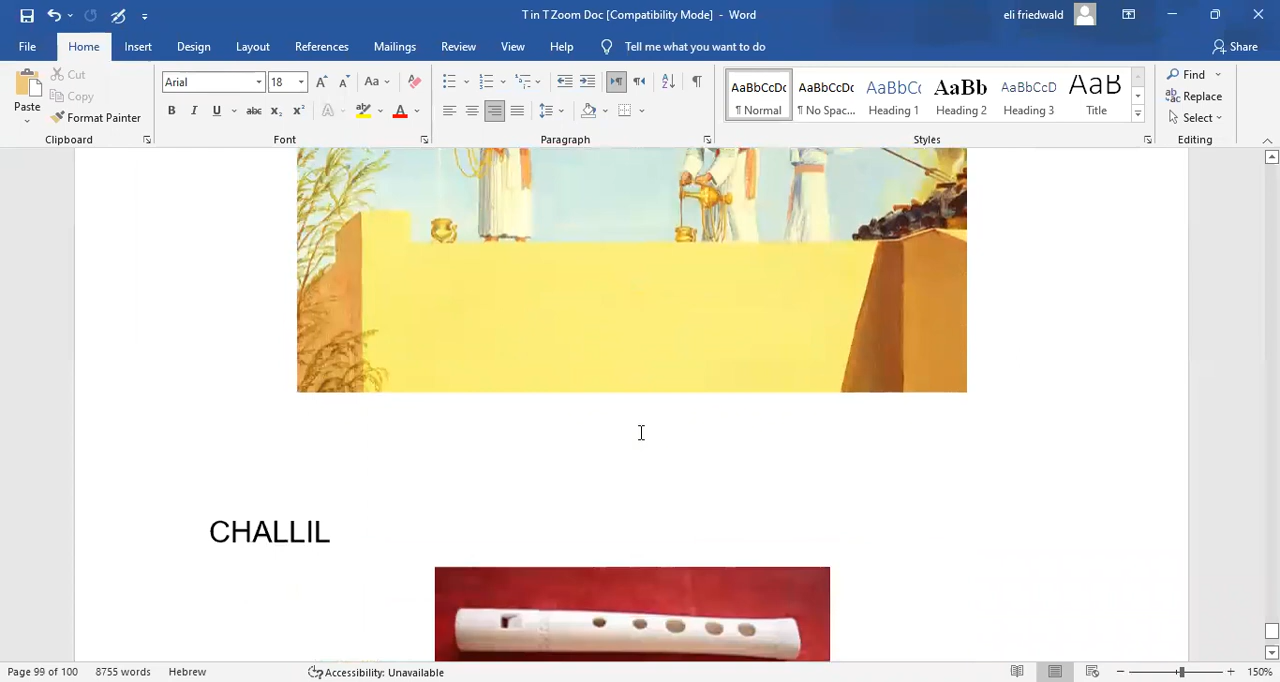 T in T Zoom Doc [Compatibility Mode] - Word
eli friedwald
File Home Insert Design Layout References Mailings Review View Help Tell me what you want to do Share
Paste
Cut
Copy
Format Painter
Clipboard
Arial 18
Font
Paragraph
AaBbCcDc AaBbCcDc AaBbCc AaBb AaBbCcD AaB
¶ Normal ¶ No Spac... Heading 1 Heading 2 Heading 3 Title
Styles
Find
Replace
Select
Editing
CHALLIL
Page 99 of 100 8755 words Hebrew Accessibility: Unavailable 150%